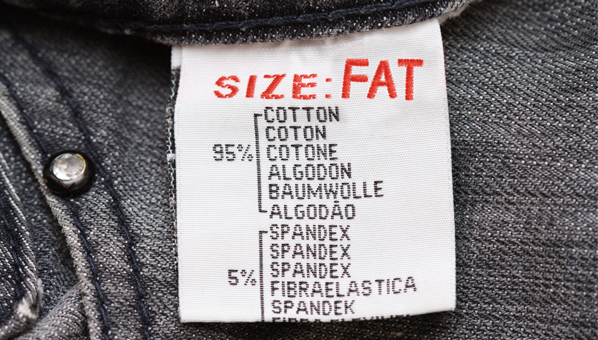 SIZE: FAT
COTTON
COTON
95% COTONE
ALGODON
BAUMWOLLE
ALGODÃO
SPANDEX
SPANDEX
5% SPANDEX
FIBRAELASTICA
SPANDEK